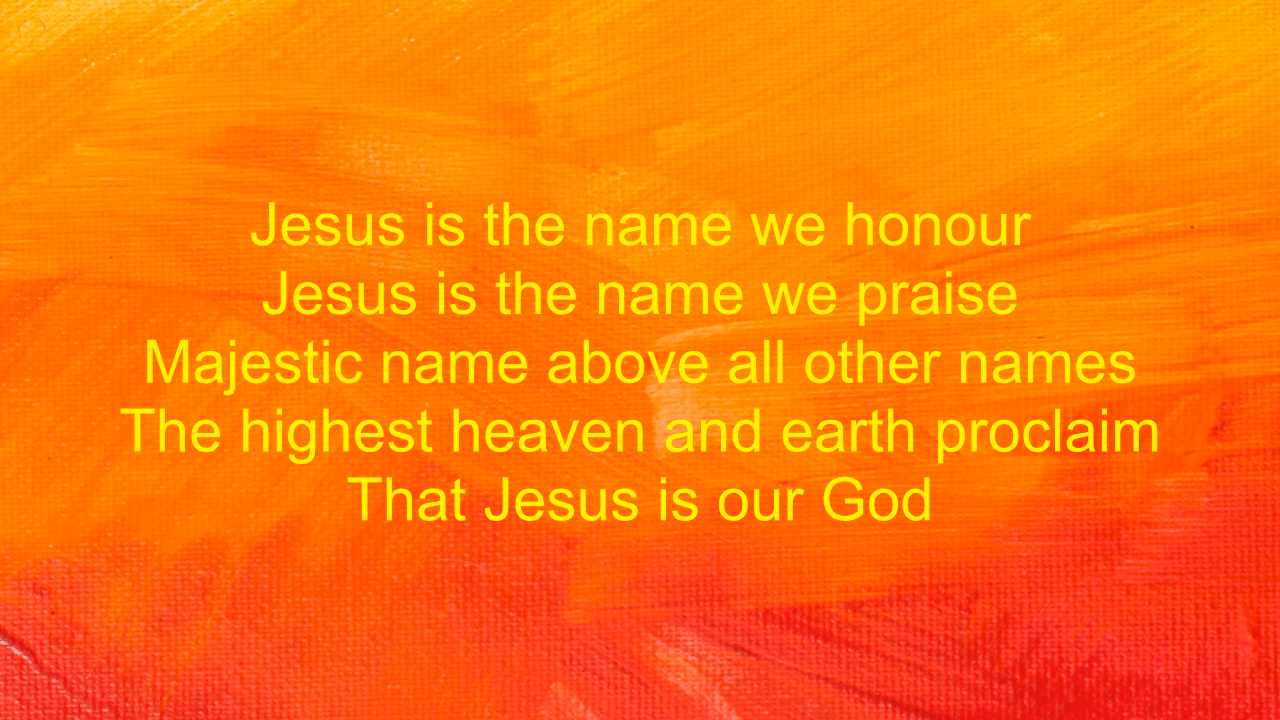 Jesus is the name we honour
Jesus is the name we praise
Majestic name above all other names
The highest heaven and earth proclaim
That Jesus is our God